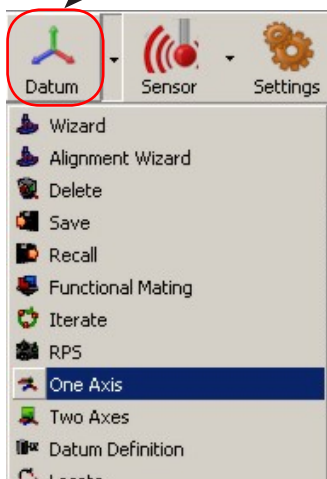 Datum Sensor Settings
Wizard
Alignment Wizard
Delete
Save
Recall
Functional Mating
Iterate
RPS
One Axis
Two Axes
Datum Definition